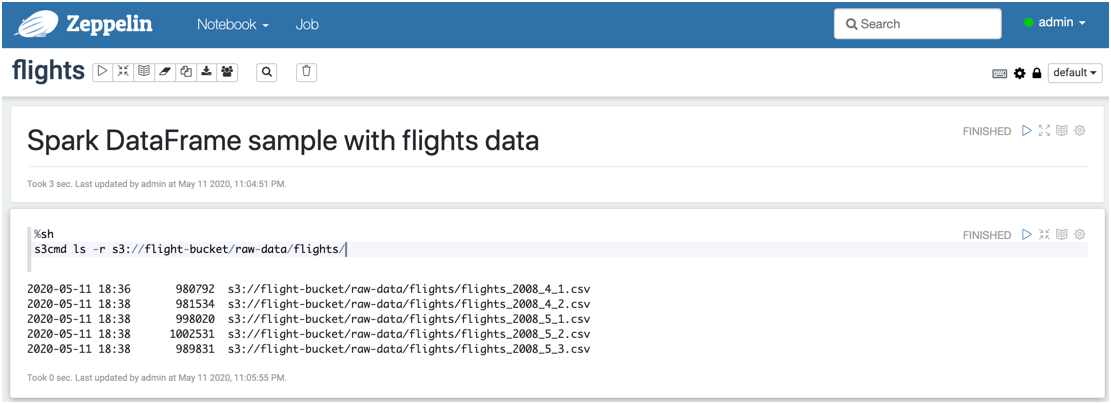 Zeppelin Notebook Job Search admin
flights default
Spark DataFrame sample with flights data FINISHED
Took 3 sec. Last updated by admin at May 11 2020, 11:04:51 PM.
%sh FINISHED
s3cmd ls -r s3://flight-bucket/raw-data/flights/
2020-05-11 18:36 980792 s3://flight-bucket/raw-data/flights/flights_2008_4_1.csv
2020-05-11 18:38 981534 s3://flight-bucket/raw-data/flights/flights_2008_4_2.csv
2020-05-11 18:38 998020 s3://flight-bucket/raw-data/flights/flights_2008_5_1.csv
2020-05-11 18:38 1002531 s3://flight-bucket/raw-data/flights/flights_2008_5_2.csv
2020-05-11 18:38 989831 s3://flight-bucket/raw-data/flights/flights_2008_5_3.csv
Took 0 sec. Last updated by admin at May 11 2020, 11:05:55 PM.